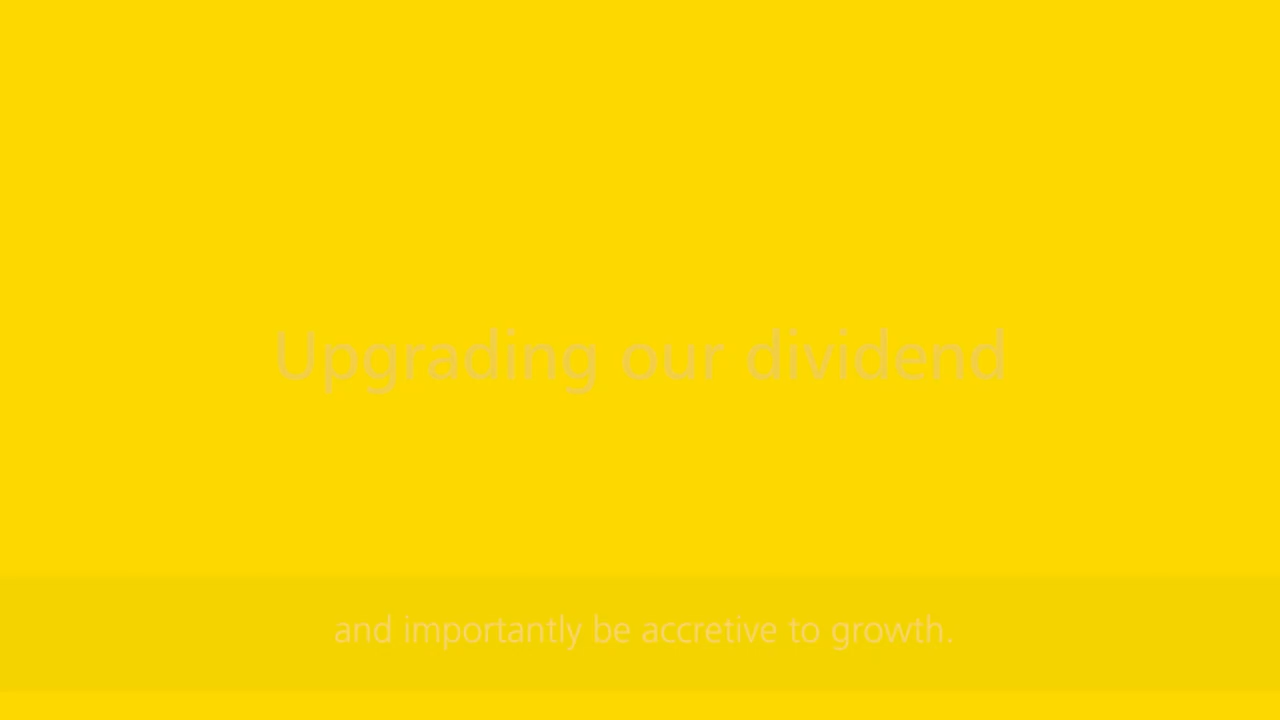 Upgrading our dividend
and importantly be accretive to growth.